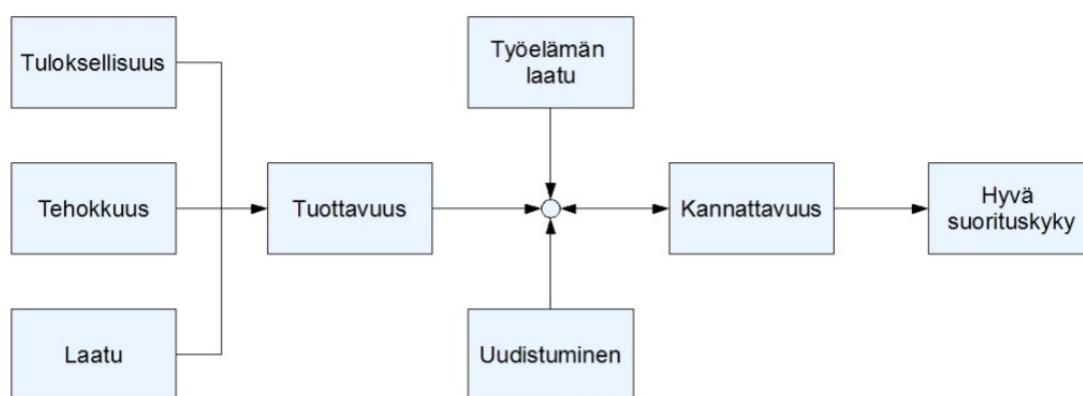 Tuloksellisuus
Työelämän
laatu
Tehokkuus
Tuottavuus
Kannattavuus
Hyvä
suorituskyky
Laatu
Uudistuminen